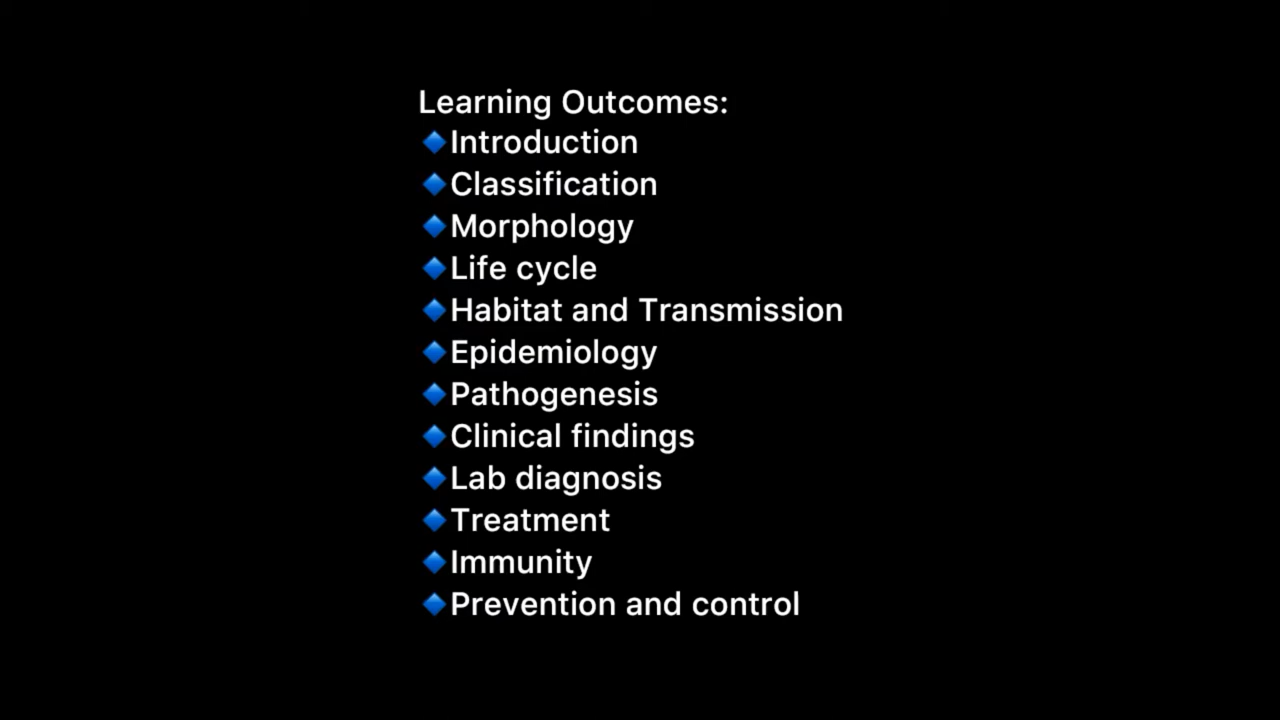 Learning Outcomes:
🔹Introduction
🔹Classification
🔹Morphology
🔹Life cycle
🔹Habitat and Transmission
🔹Epidemiology
🔹Pathogenesis
🔹Clinical findings
🔹Lab diagnosis
🔹Treatment
🔹Immunity
🔹Prevention and control